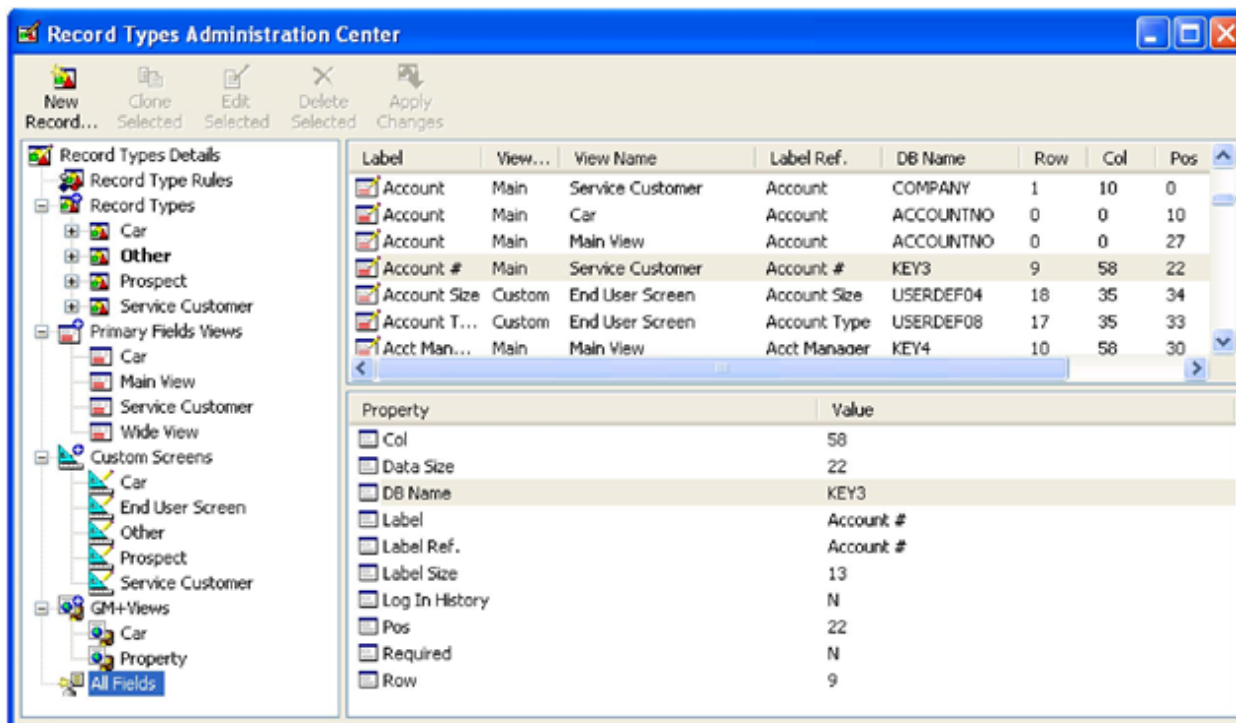 Record Types Administration Center
New Record... Clone Selected Edit Selected Delete Selected Apply Changes
Record Types Details
Record Type Rules
Record Types
Car
Other
Prospect
Service Customer
Primary Fields Views
Car
Main View
Service Customer
Wide View
Custom Screens
Car
End User Screen
Other
Prospect
Service Customer
GM+Views
Car
Property
All Fields
Label View... View Name Label Ref. DB Name Row Col Pos
Account Main Service Customer Account COMPANY 1 10 0
Account Main Car Account ACCOUNTNO 0 0 10
Account Main Main View Account ACCOUNTNO 0 0 27
Account # Main Service Customer Account # KEY3 9 58 22
Account Size Custom End User Screen Account Size USERDEF04 18 35 34
Account T... Custom End User Screen Account Type USERDEF08 17 35 33
Acct Man... Main Main View Acct Manager KEY4 10 58 30
Property Value
Col 58
Data Size 22
DB Name KEY3
Label Account #
Label Ref. Account #
Label Size 13
Log In History N
Pos 22
Required N
Row 9